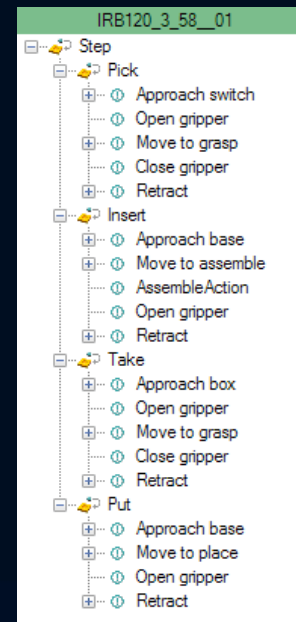 IRB120_3_58__01
Step
Pick
Approach switch
Open gripper
Move to grasp
Close gripper
Retract
Insert
Approach base
Move to assemble
AssembleAction
Open gripper
Retract
Take
Approach box
Open gripper
Move to grasp
Close gripper
Retract
Put
Approach base
Move to place
Open gripper
Retract